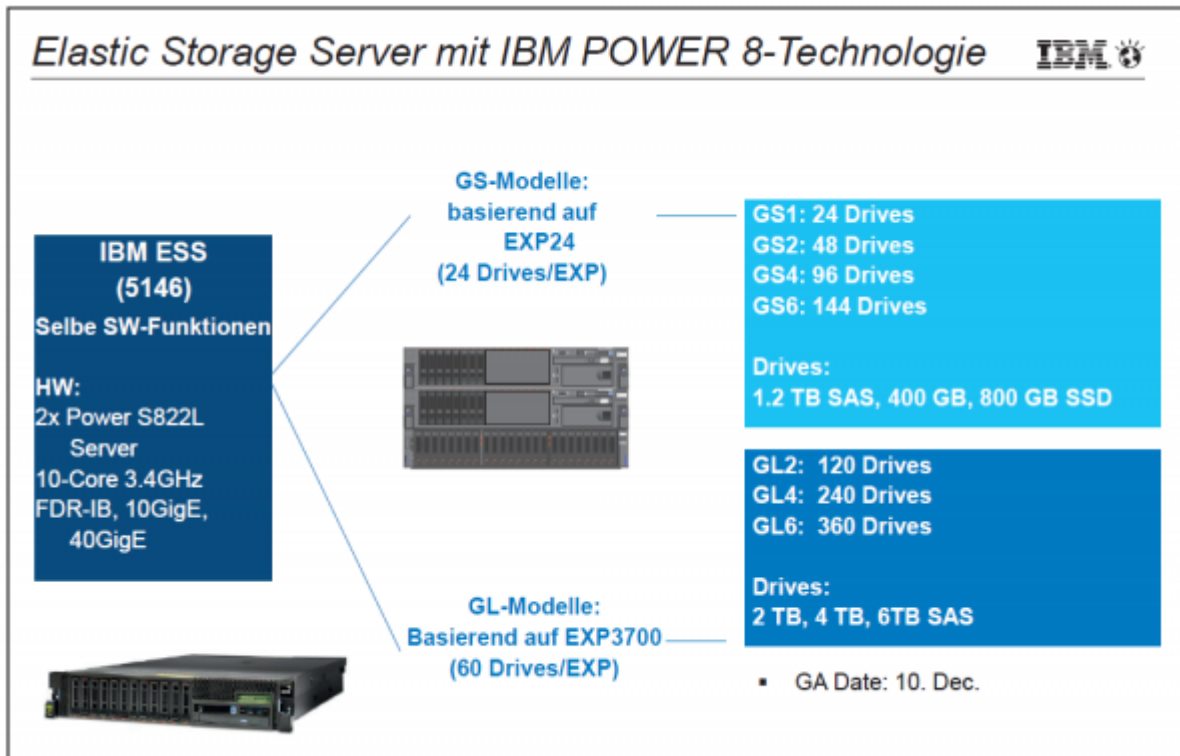 Elastic Storage Server mit IBM POWER 8-Technologie
IBM
IBM ESS
(5146)
Selbe SW-Funktionen
HW:
2x Power S822L
Server
10-Core 3.4GHz
FDR-IB, 10GigE,
40GigE
GS-Modelle:
basierend auf
EXP24
(24 Drives/EXP)
GS1: 24 Drives
GS2: 48 Drives
GS4: 96 Drives
GS6: 144 Drives
Drives:
1.2 TB SAS, 400 GB, 800 GB SSD
GL-Modelle:
Basierend auf EXP3700
(60 Drives/EXP)
GL2: 120 Drives
GL4: 240 Drives
GL6: 360 Drives
Drives:
2 TB, 4 TB, 6TB SAS
▪ GA Date: 10. Dec.